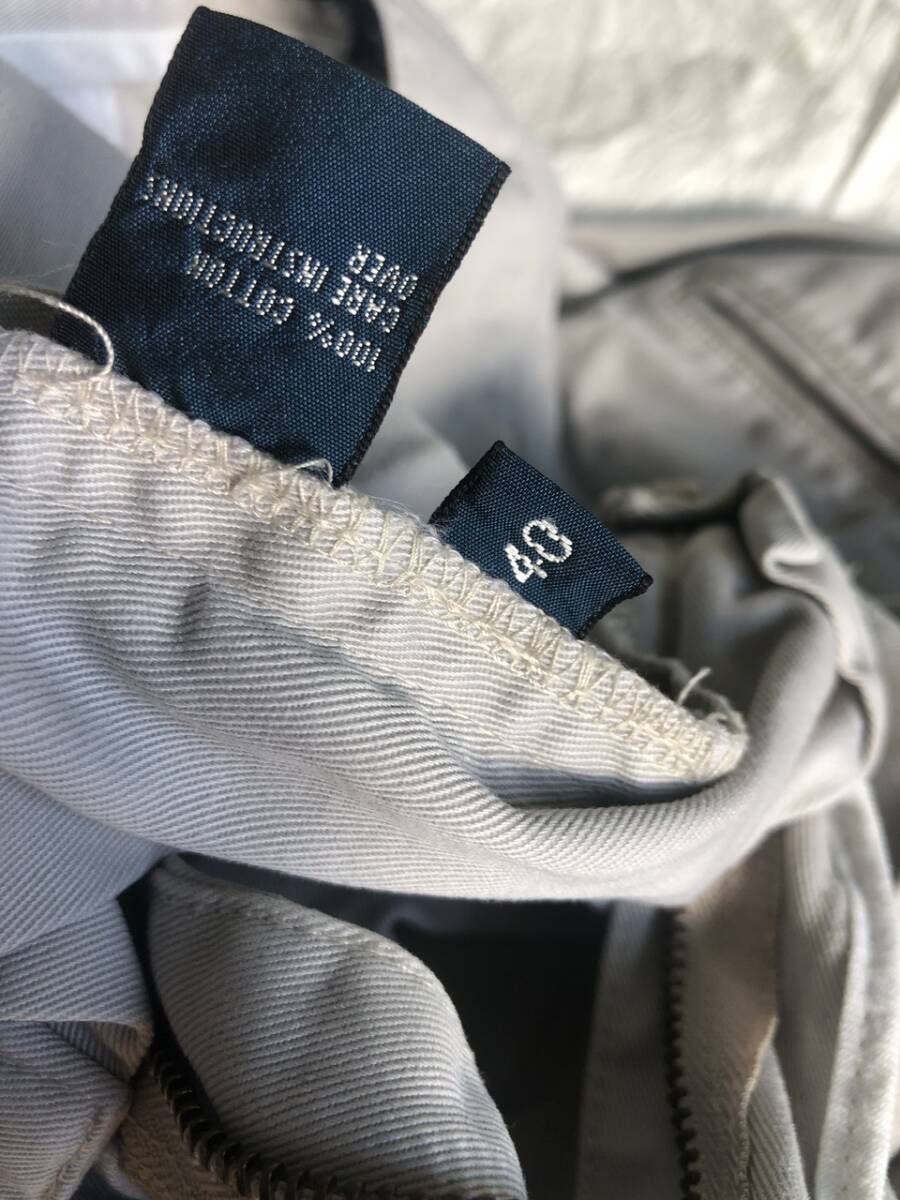 100% COTTON
CARE INSTRUCTIONS
OVER
40